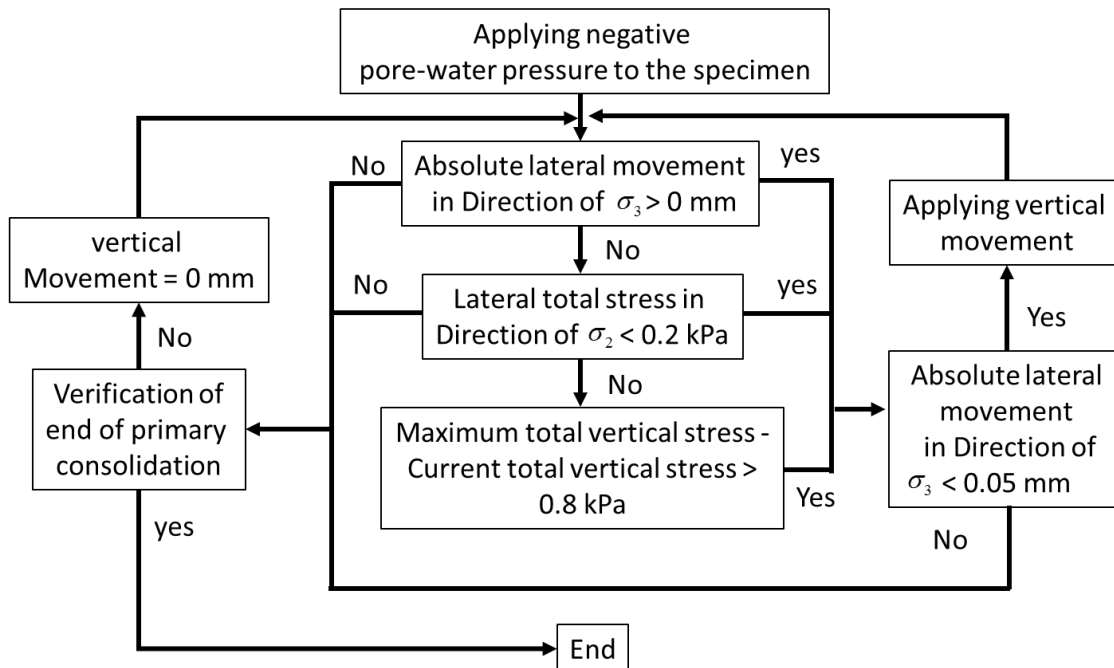 Applying negative
pore-water pressure to the specimen
No
Absolute lateral movement
in Direction of σ₃ > 0 mm
yes
Applying vertical
movement
vertical
Movement = 0 mm
No
No
Lateral total stress in
Direction of σ₂ < 0.2 kPa
yes
No
Yes
Verification of
end of primary
consolidation
No
Maximum total vertical stress -
Current total vertical stress >
0.8 kPa
Yes
Absolute lateral
movement
in Direction of
σ₃ < 0.05 mm
yes
No
End